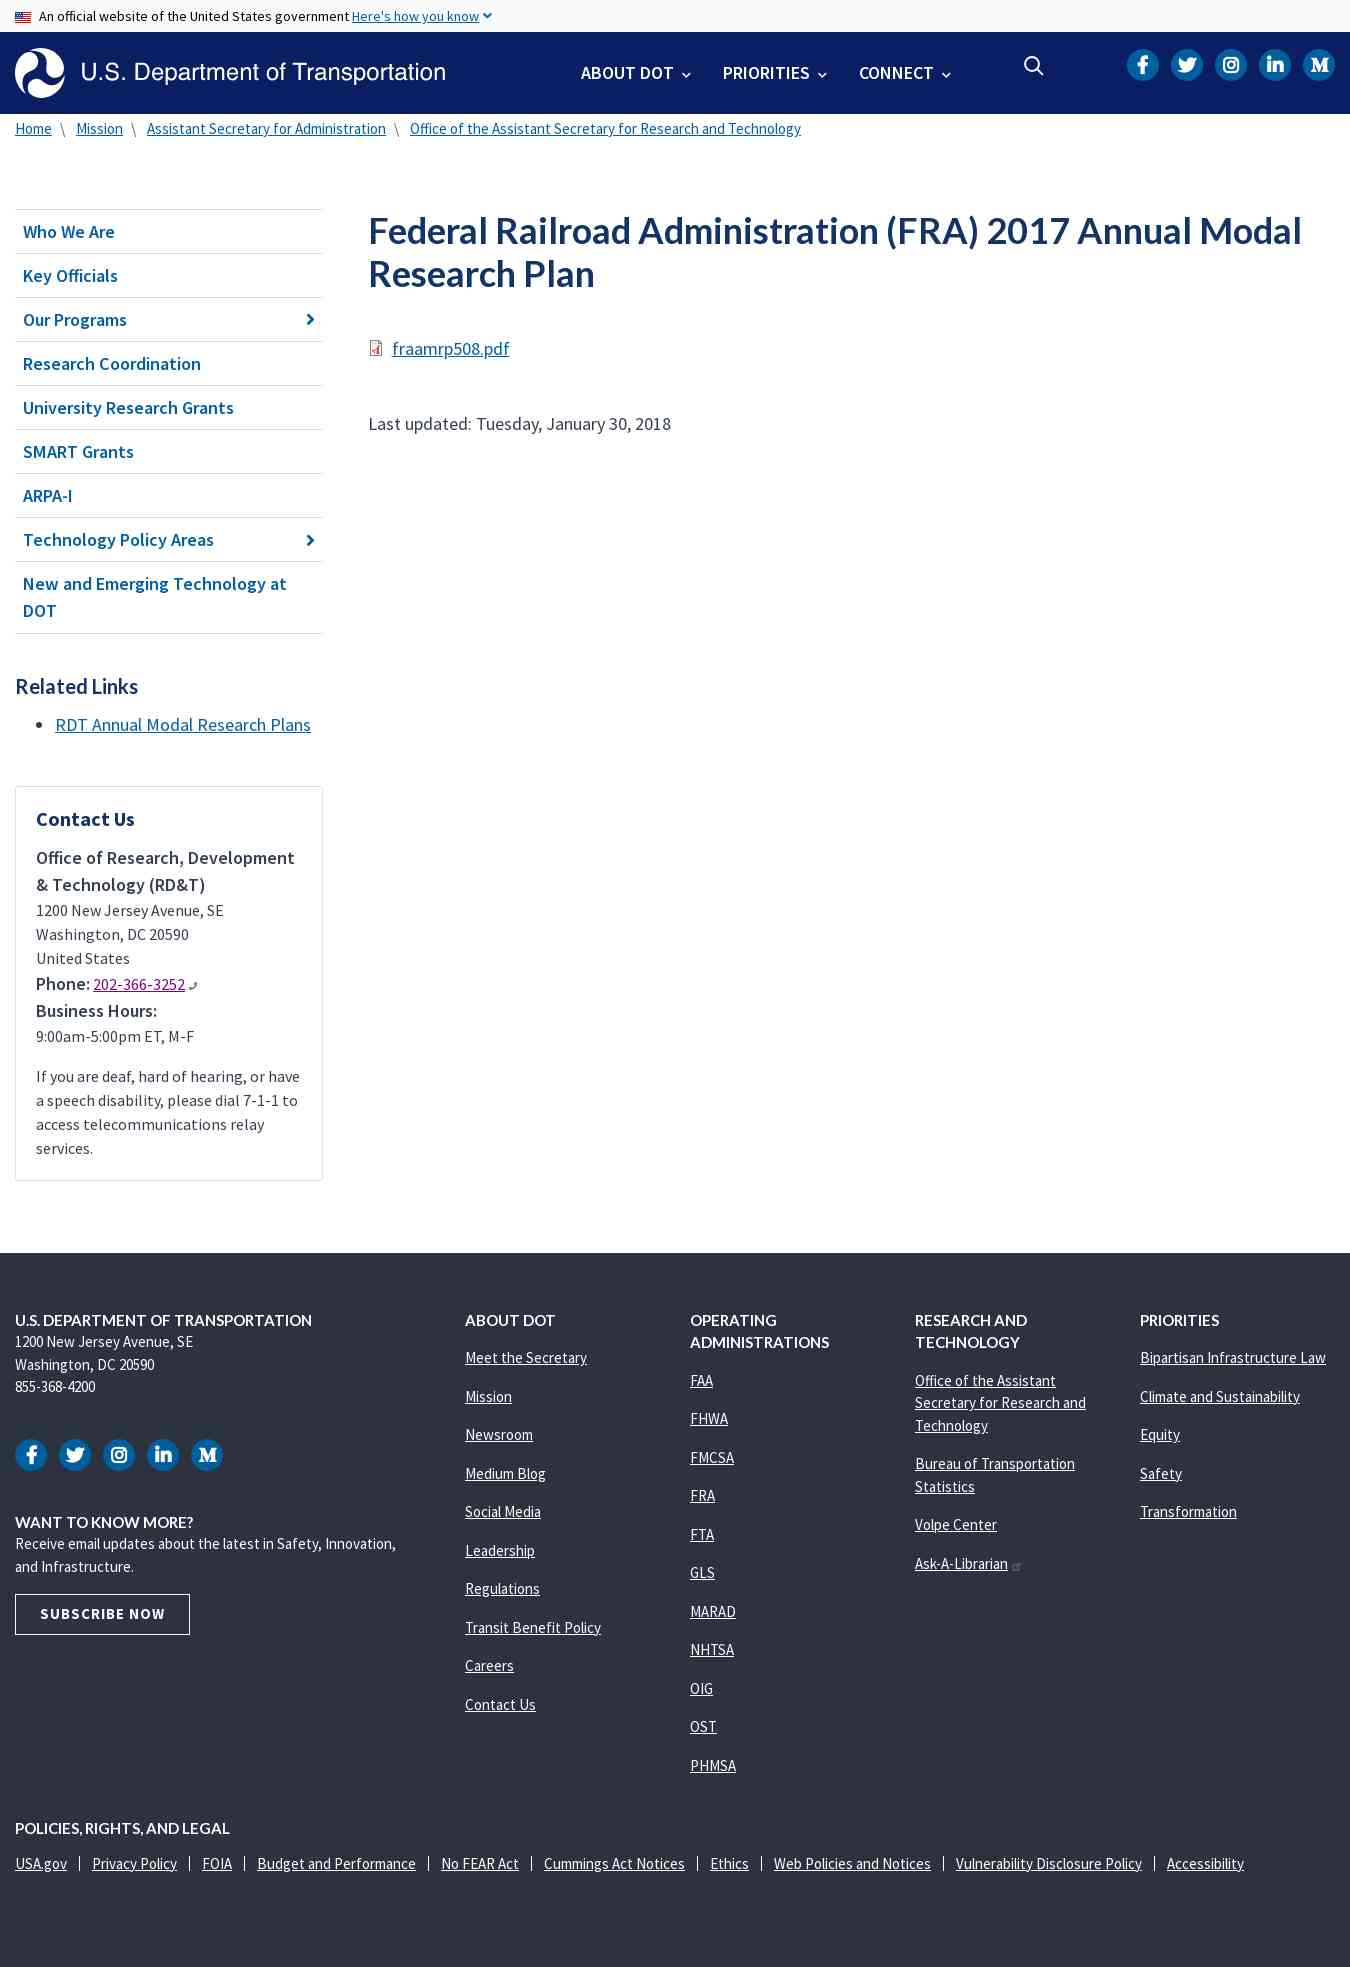 An official website of the United States government Here's how you know
U.S. Department of Transportation
ABOUT DOT
PRIORITIES
CONNECT
Home \ Mission \ Assistant Secretary for Administration \ Office of the Assistant Secretary for Research and Technology
Who We Are
Key Officials
Our Programs
Research Coordination
University Research Grants
SMART Grants
ARPA-I
Technology Policy Areas
New and Emerging Technology at
DOT
Related Links
RDT Annual Modal Research Plans
Contact Us
Office of Research, Development
& Technology (RD&T)
1200 New Jersey Avenue, SE
Washington, DC 20590
United States
Phone: 202-366-3252
Business Hours:
9:00am-5:00pm ET, M-F
If you are deaf, hard of hearing, or have
a speech disability, please dial 7-1-1 to
access telecommunications relay
services.
Federal Railroad Administration (FRA) 2017 Annual Modal
Research Plan
fraamrp508.pdf
Last updated: Tuesday, January 30, 2018
U.S. DEPARTMENT OF TRANSPORTATION
1200 New Jersey Avenue, SE
Washington, DC 20590
855-368-4200
WANT TO KNOW MORE?
Receive email updates about the latest in Safety, Innovation,
and Infrastructure.
SUBSCRIBE NOW
ABOUT DOT
Meet the Secretary
Mission
Newsroom
Medium Blog
Social Media
Leadership
Regulations
Transit Benefit Policy
Careers
Contact Us
OPERATING
ADMINISTRATIONS
FAA
FHWA
FMCSA
FRA
FTA
GLS
MARAD
NHTSA
OIG
OST
PHMSA
RESEARCH AND
TECHNOLOGY
Office of the Assistant
Secretary for Research and
Technology
Bureau of Transportation
Statistics
Volpe Center
Ask-A-Librarian
PRIORITIES
Bipartisan Infrastructure Law
Climate and Sustainability
Equity
Safety
Transformation
POLICIES, RIGHTS, AND LEGAL
USA.gov | Privacy Policy | FOIA | Budget and Performance | No FEAR Act | Cummings Act Notices | Ethics | Web Policies and Notices | Vulnerability Disclosure Policy | Accessibility